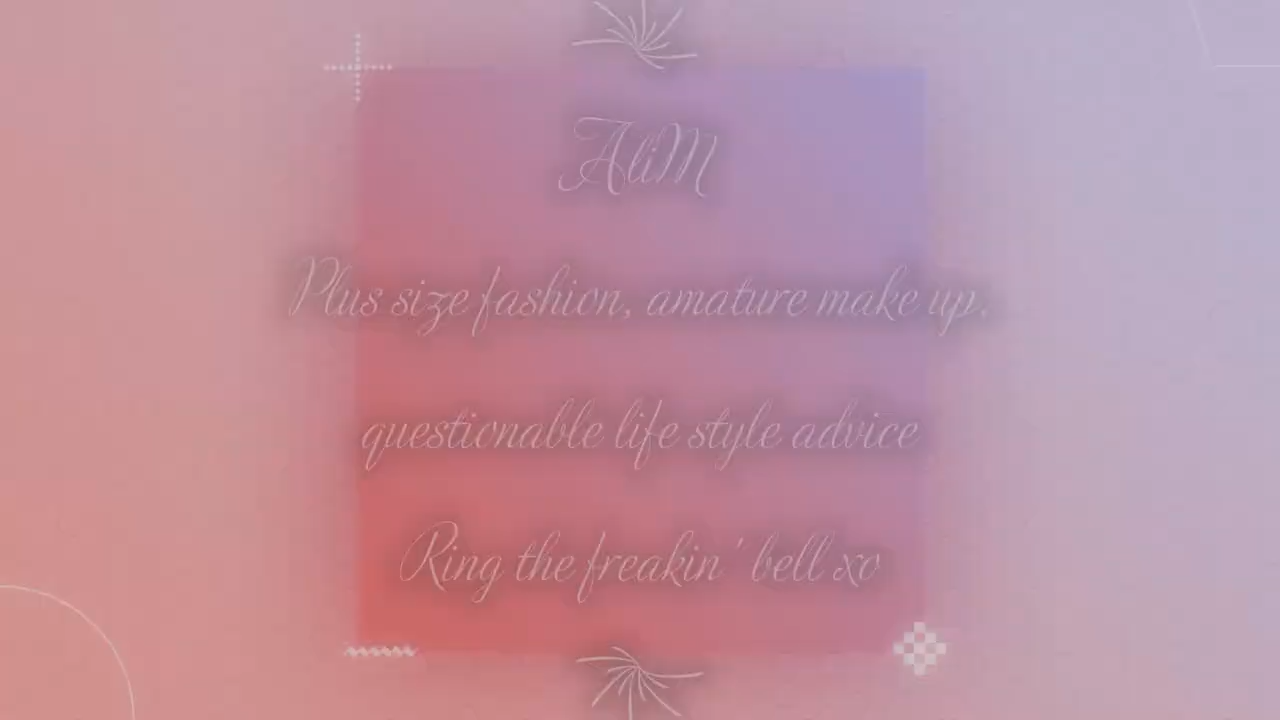 AliM
Plus size fashion, amature make up.
questionable life style advice
Ring the freakin' bell xo